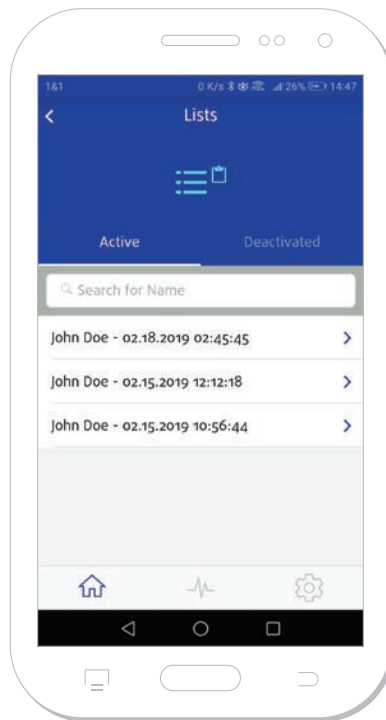 1&1 0 K/s 26% 14:47
Lists
Active Deactivated
Search for Name
John Doe - 02.18.2019 02:45:45
John Doe - 02.15.2019 12:12:18
John Doe - 02.15.2019 10:56:44